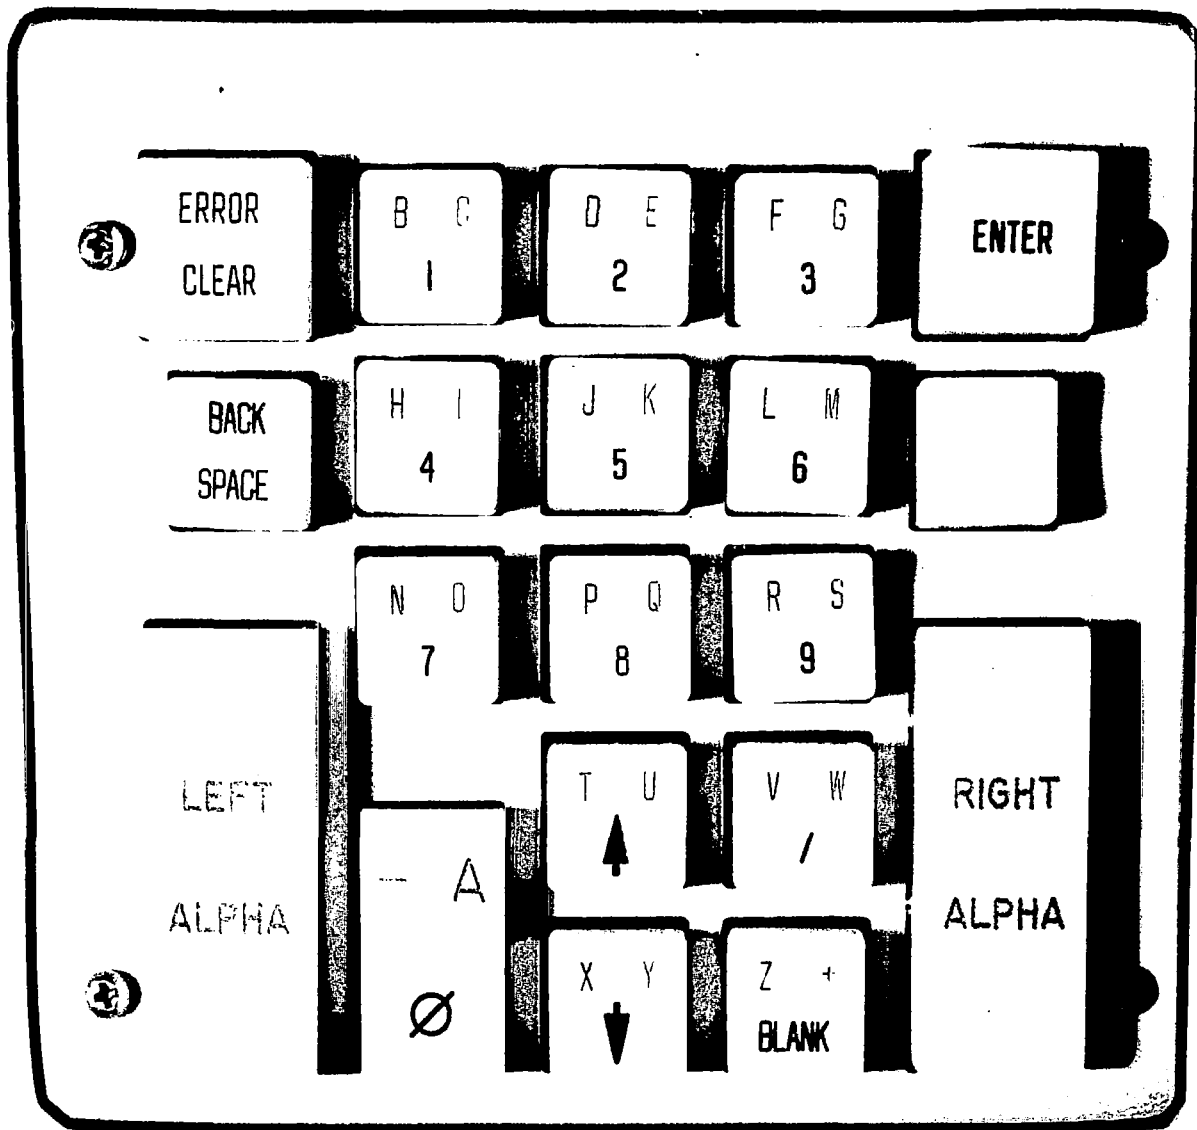 ERROR
CLEAR
B C
1
D E
2
F G
3
ENTER
BACK
SPACE
H I
4
J K
5
L M
6
N O
7
P Q
8
R S
9
LEFT
ALPHA
- A
Ø
T U
↑
V W
/
X Y
↓
Z +
BLANK
RIGHT
ALPHA